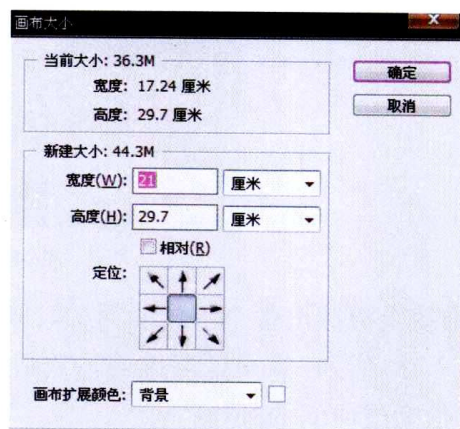 画布大小
当前大小: 36.3M
宽度: 17.24 厘米
高度: 29.7 厘米
确定
取消
新建大小: 44.3M
宽度(W): 21 厘米
高度(H): 29.7 厘米
相对(R)
定位:
画布扩展颜色: 背景